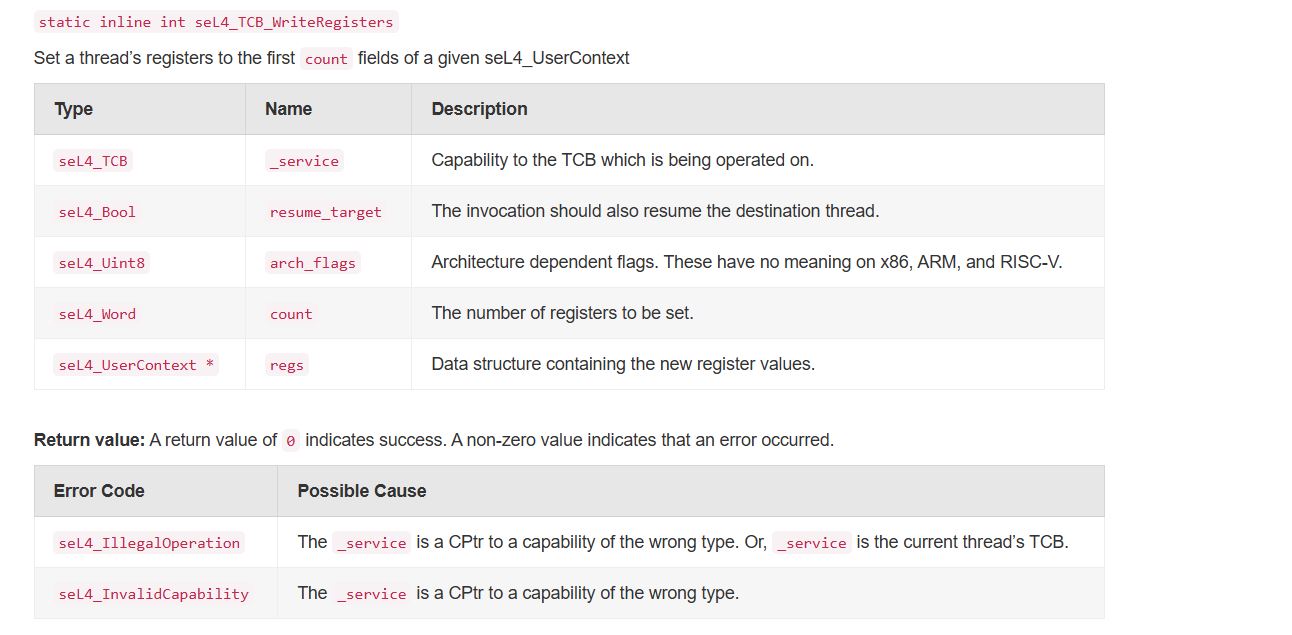 static inline int seL4_TCB_WriteRegisters
Set a thread’s registers to the first count fields of a given seL4_UserContext
Type Name Description
seL4_TCB _service Capability to the TCB which is being operated on.
seL4_Bool resume_target The invocation should also resume the destination thread.
seL4_Uint8 arch_flags Architecture dependent flags. These have no meaning on x86, ARM, and RISC-V.
seL4_Word count The number of registers to be set.
seL4_UserContext * regs Data structure containing the new register values.
Return value: A return value of 0 indicates success. A non-zero value indicates that an error occurred.
Error Code Possible Cause
seL4_IllegalOperation The _service is a CPtr to a capability of the wrong type. Or, _service is the current thread’s TCB.
seL4_InvalidCapability The _service is a CPtr to a capability of the wrong type.